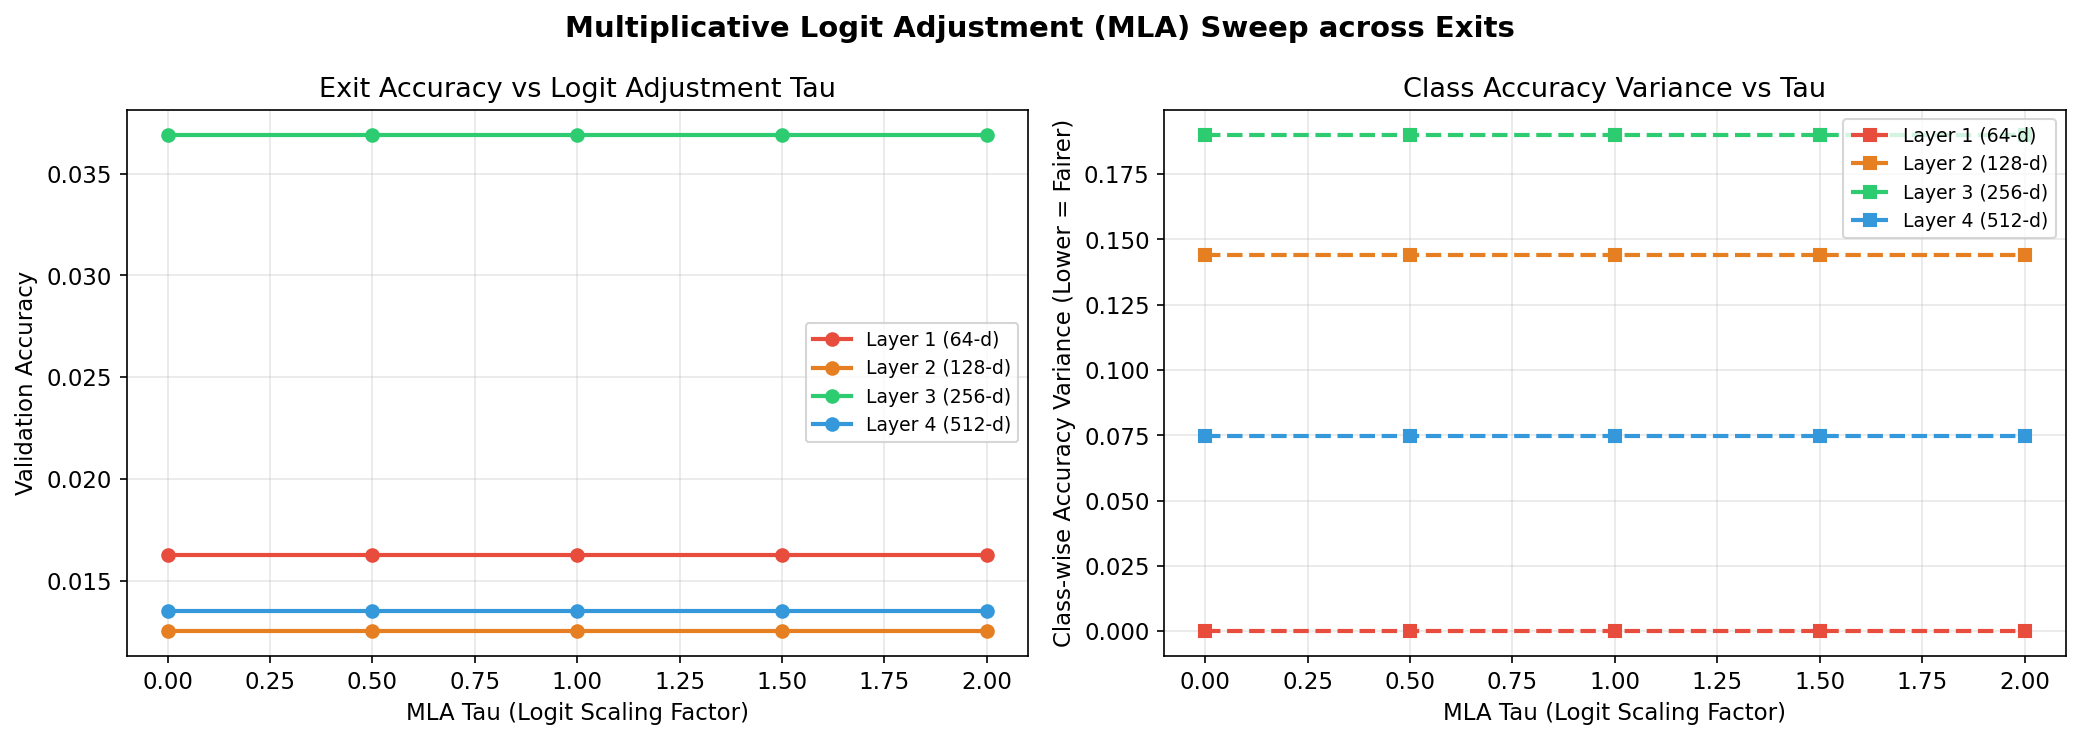 Multiplicative Logit Adjustment (MLA) Sweep across Exits
Exit Accuracy vs Logit Adjustment Tau
Validation Accuracy
0.035
0.030
0.025
0.020
0.015
Layer 1 (64-d)
Layer 2 (128-d)
Layer 3 (256-d)
Layer 4 (512-d)
0.00 0.25 0.50 0.75 1.00 1.25 1.50 1.75 2.00
MLA Tau (Logit Scaling Factor)
Class Accuracy Variance vs Tau
Class-wise Accuracy Variance (Lower = Fairer)
0.175
0.150
0.125
0.100
0.075
0.050
0.025
0.000
Layer 1 (64-d)
Layer 2 (128-d)
Layer 3 (256-d)
Layer 4 (512-d)
0.00 0.25 0.50 0.75 1.00 1.25 1.50 1.75 2.00
MLA Tau (Logit Scaling Factor)